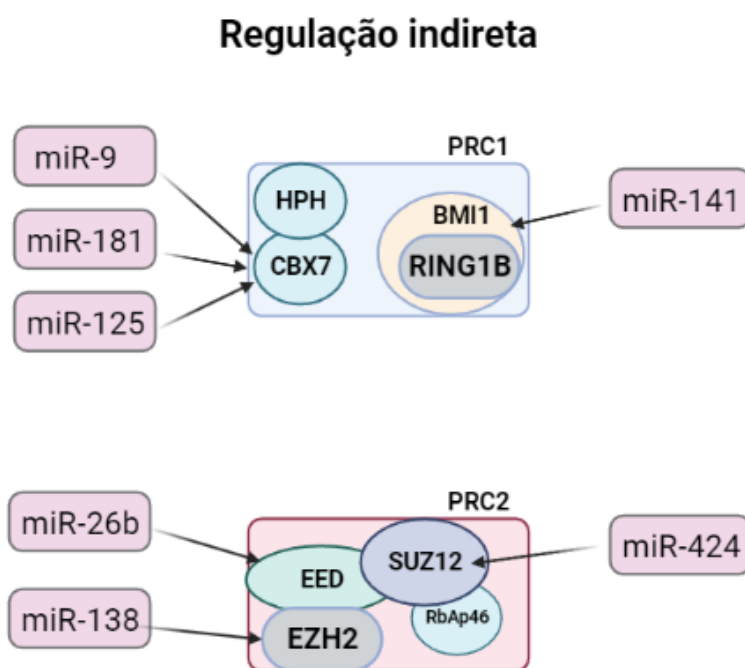 Regulação indireta
PRC1
miR-9
miR-181
miR-125
HPH
CBX7
BMI1
RING1B
miR-141
PRC2
miR-26b
miR-138
EED
SUZ12
EZH2
RbAp46
miR-424